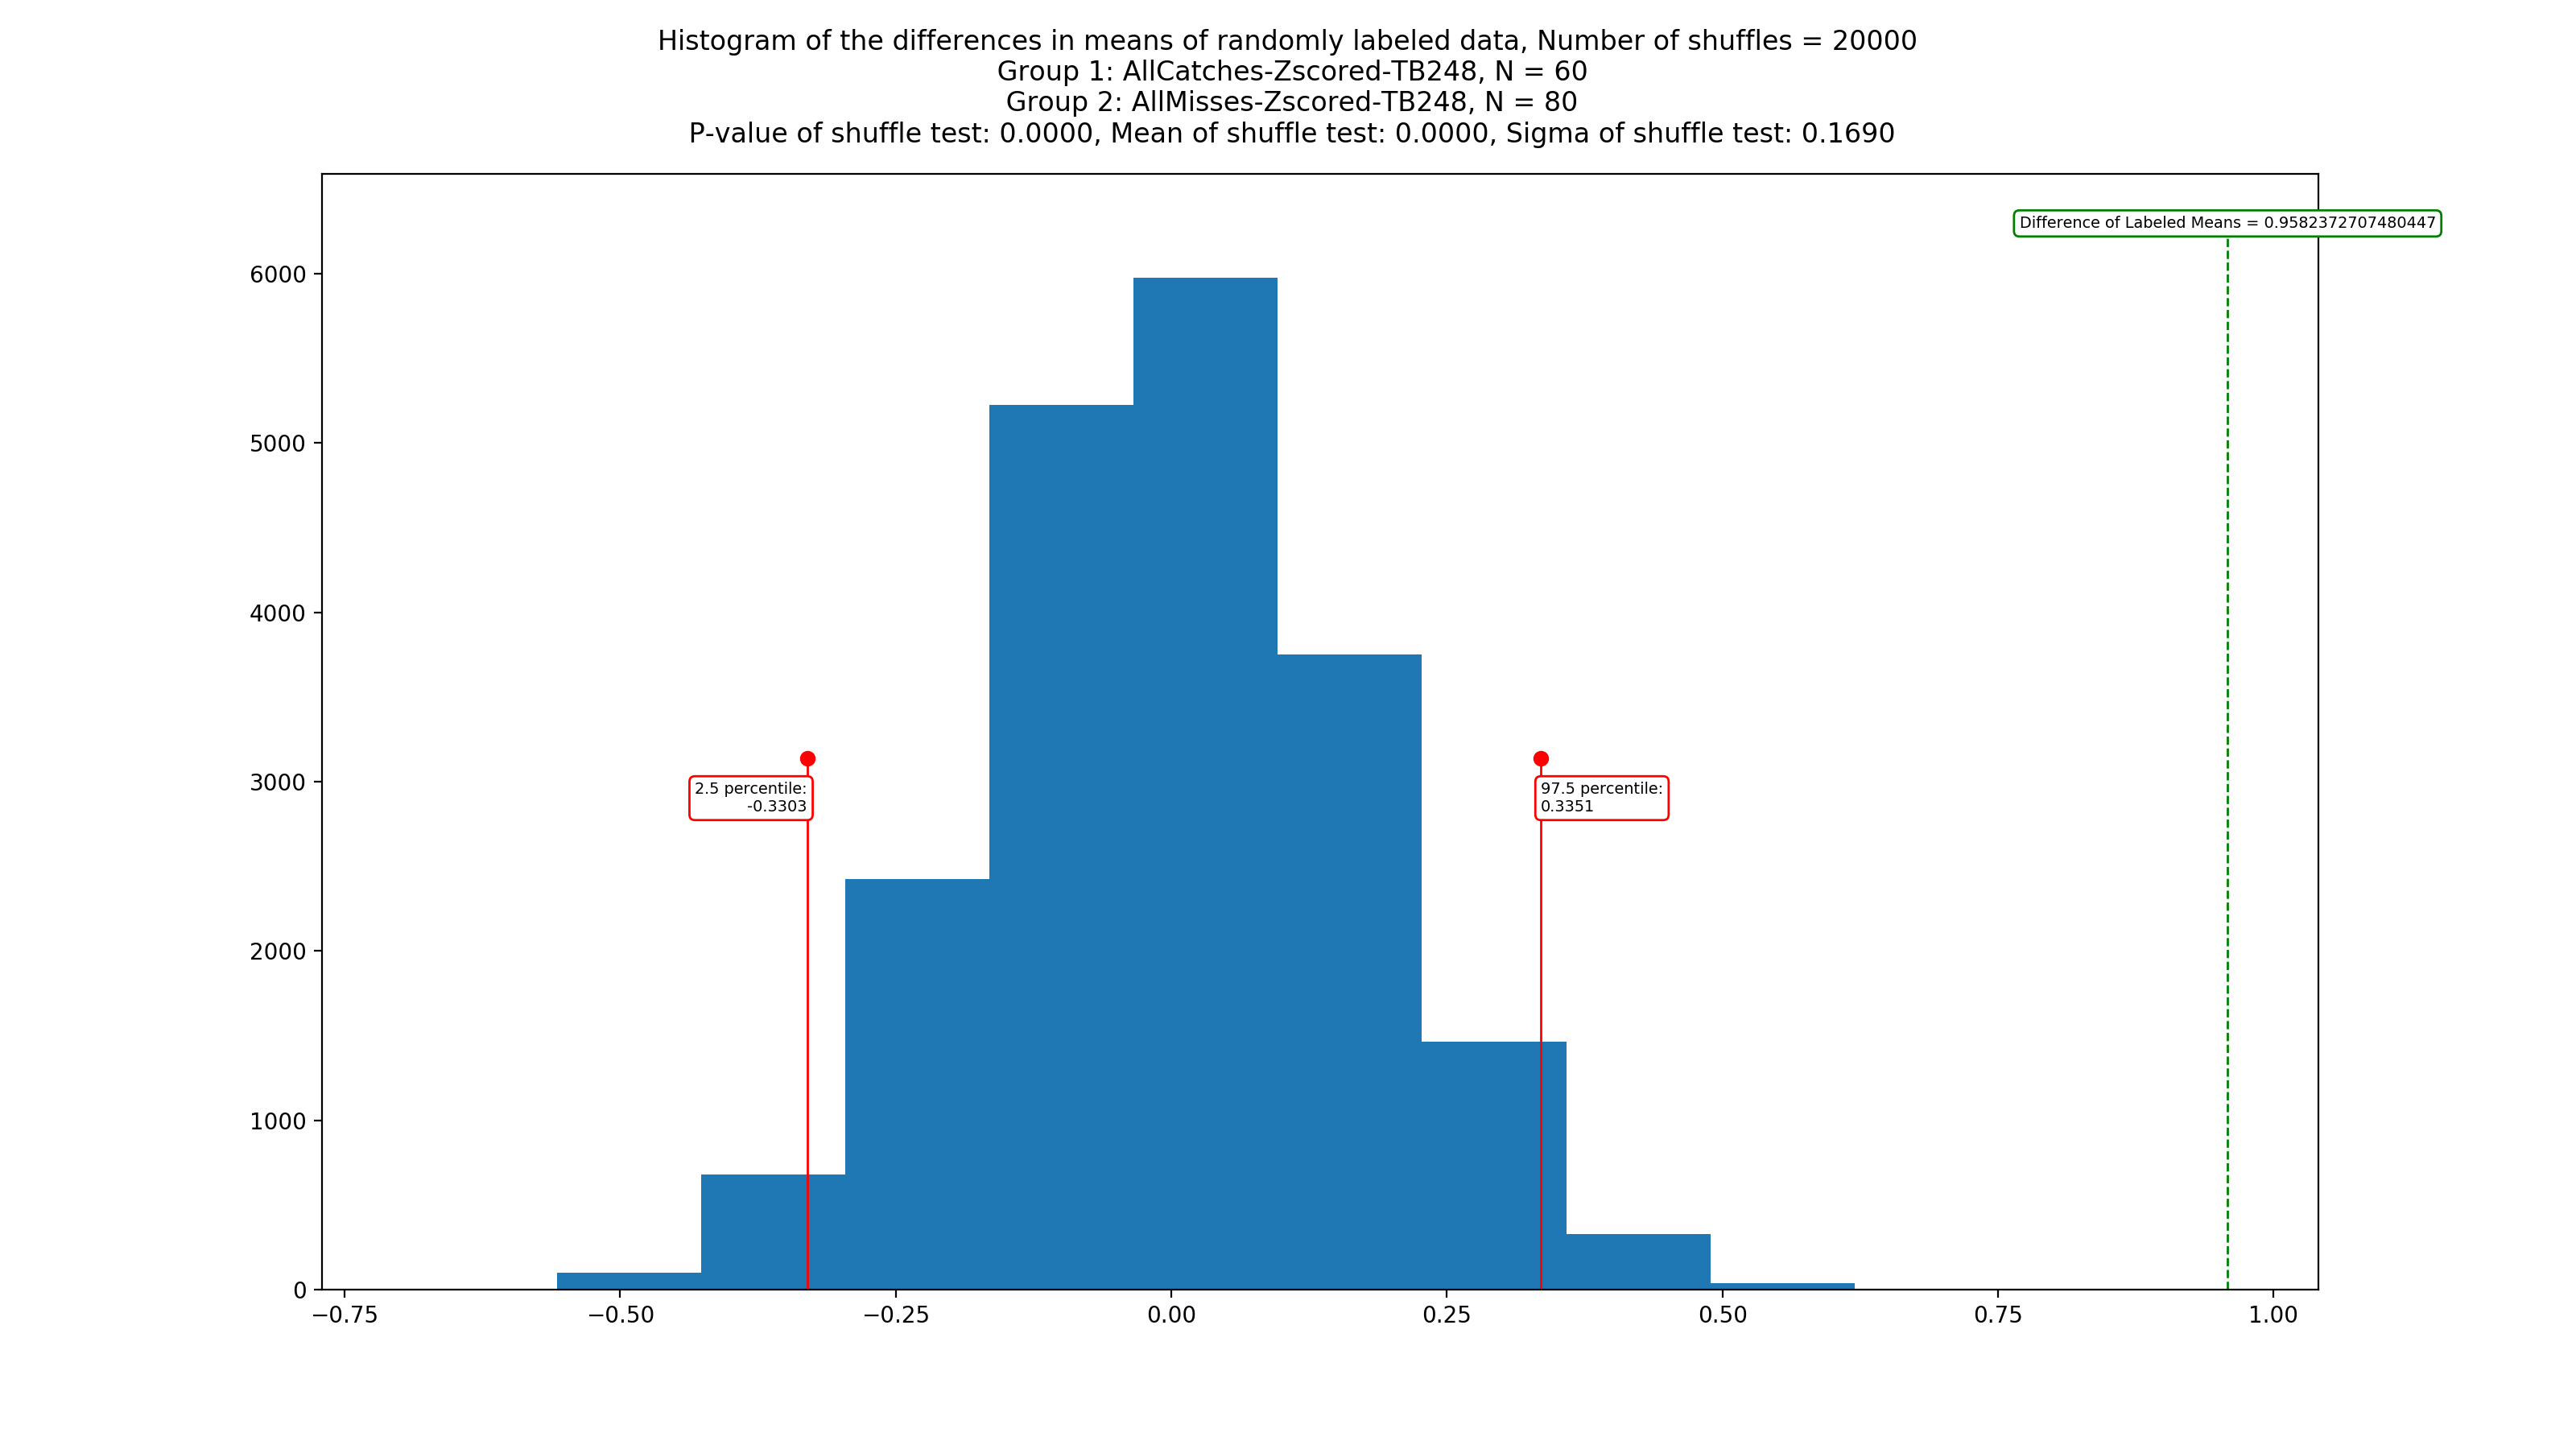 Histogram of the differences in means of randomly labeled data, Number of shuffles = 20000
Group 1: AllCatches-Zscored-TB248, N = 60
Group 2: AllMisses-Zscored-TB248, N = 80
P-value of shuffle test: 0.0000, Mean of shuffle test: 0.0000, Sigma of shuffle test: 0.1690
Difference of Labeled Means = 0.9582372707480447
6000
5000
4000
3000
2.5 percentile:
-0.3303
97.5 percentile:
0.3351
2000
1000
0
−0.75
−0.50
−0.25
0.00
0.25
0.50
0.75
1.00